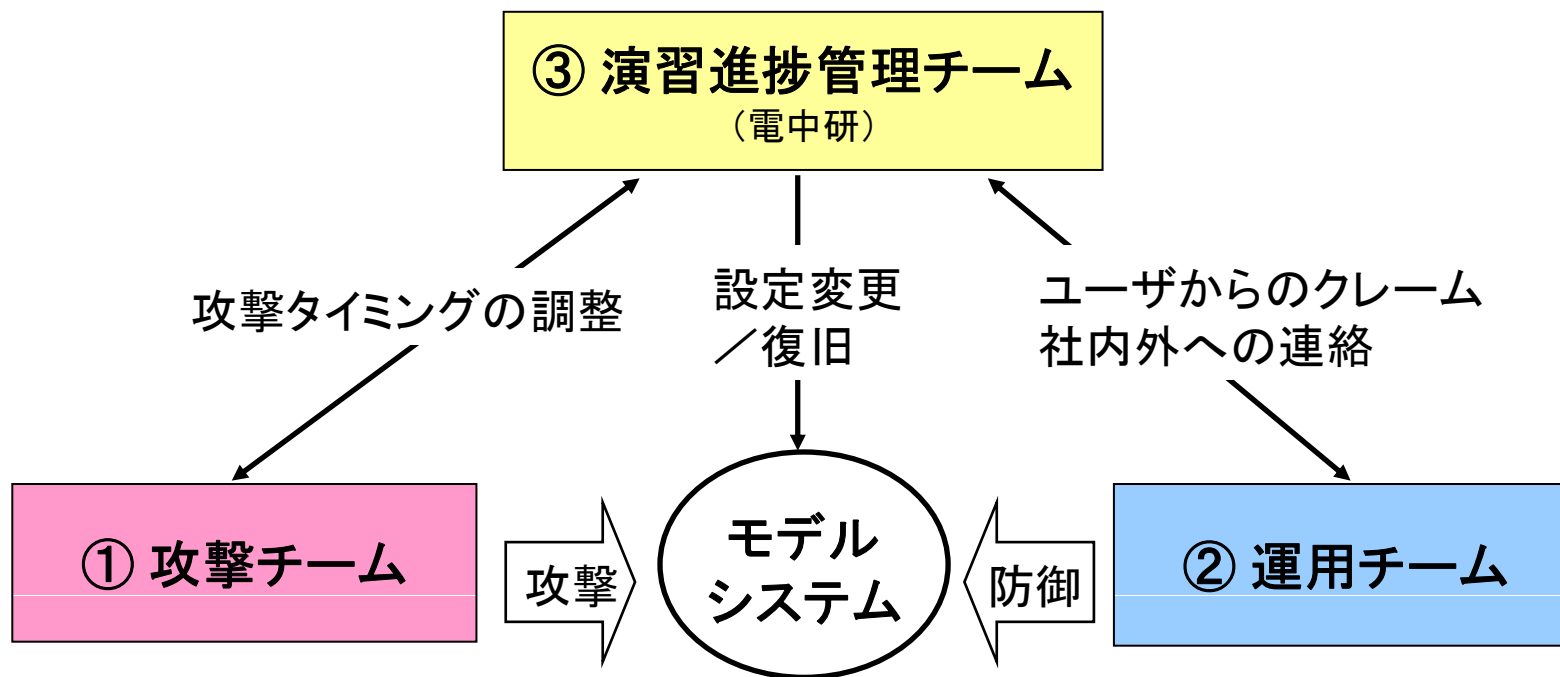 ③ 演習進捗管理チーム
（電中研）
攻撃タイミングの調整
設定変更
／復旧
ユーザからのクレーム
社内外への連絡
① 攻撃チーム
攻撃
モデル
システム
防御
② 運用チーム